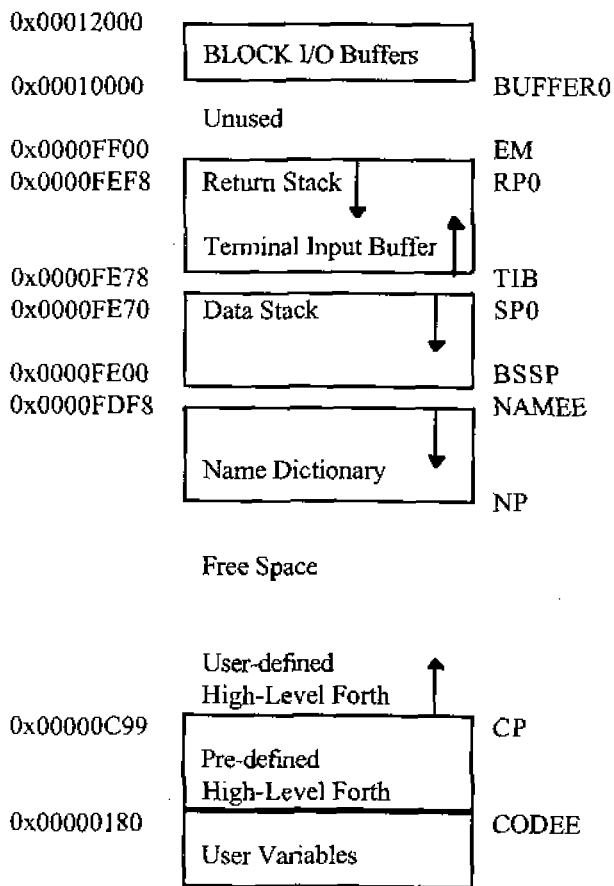 0x00012000
BLOCK I/O Buffers
0x00010000 BUFFER0
Unused
0x0000FF00 EM
0x0000FEF8 Return Stack RP0
Terminal Input Buffer
0x0000FE78 TIB
0x0000FE70 Data Stack SP0
0x0000FE00 BSSP
0x0000FDF8 NAMEE
Name Dictionary
NP
Free Space
User-defined
High-Level Forth
0x00000C99 CP
Pre-defined
High-Level Forth
0x00000180 CODEE
User Variables